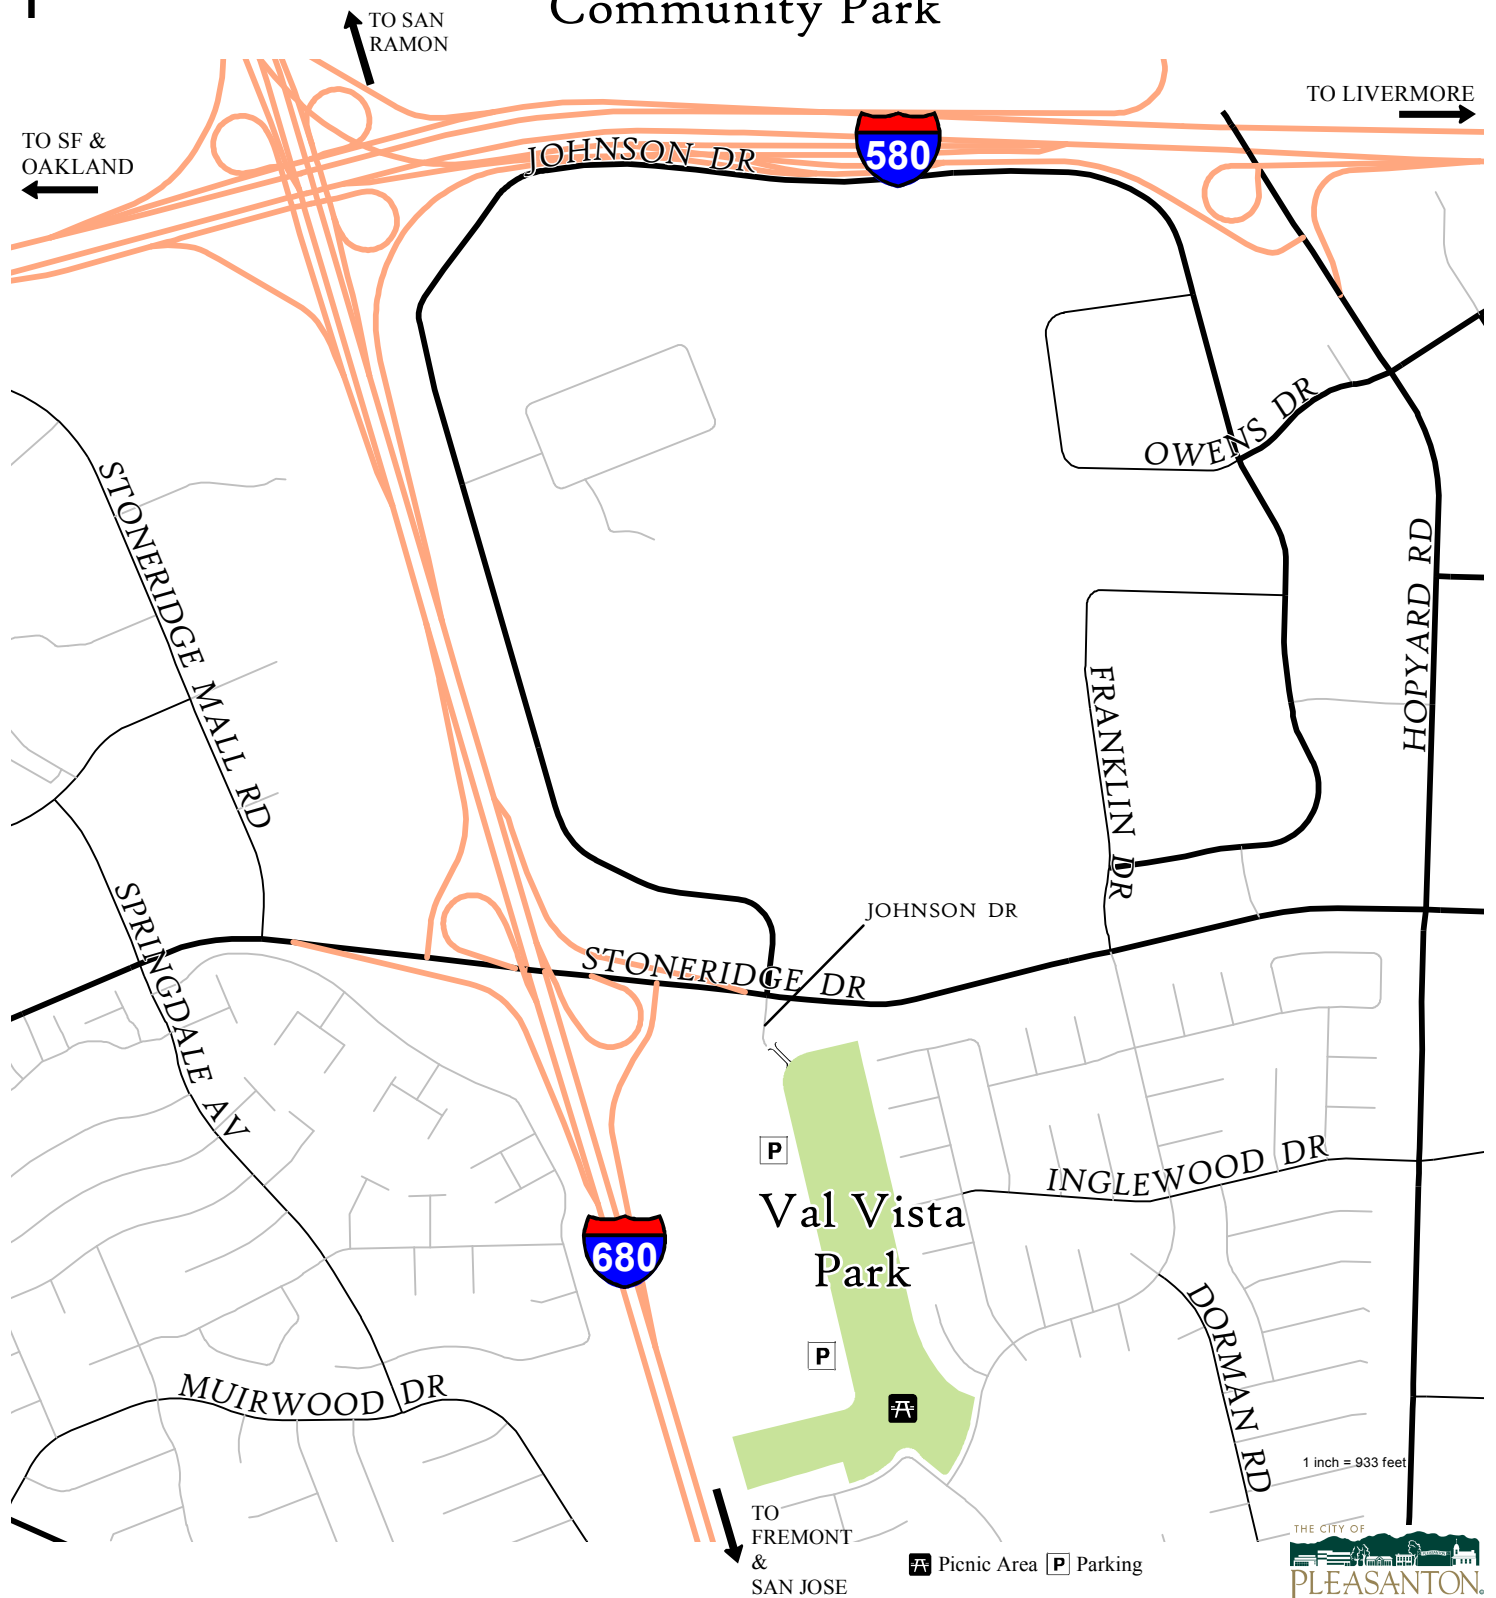 Community Park
TO SAN
RAMON
TO LIVERMORE
TO SF &
OAKLAND
JOHNSON DR
580
OWENS DR
STONERIDGE MALL RD
HOPYARD RD
FRANKLIN DR
SPRINGDALE AV
JOHNSON DR
STONERIDGE DR
P
INGLEWOOD DR
Val Vista
Park
680
DORMAN RD
P
MUIRWOOD DR
1 inch = 933 feet
TO
FREMONT
&
SAN JOSE
Picnic Area P Parking
THE CITY OF
PLEASANTON